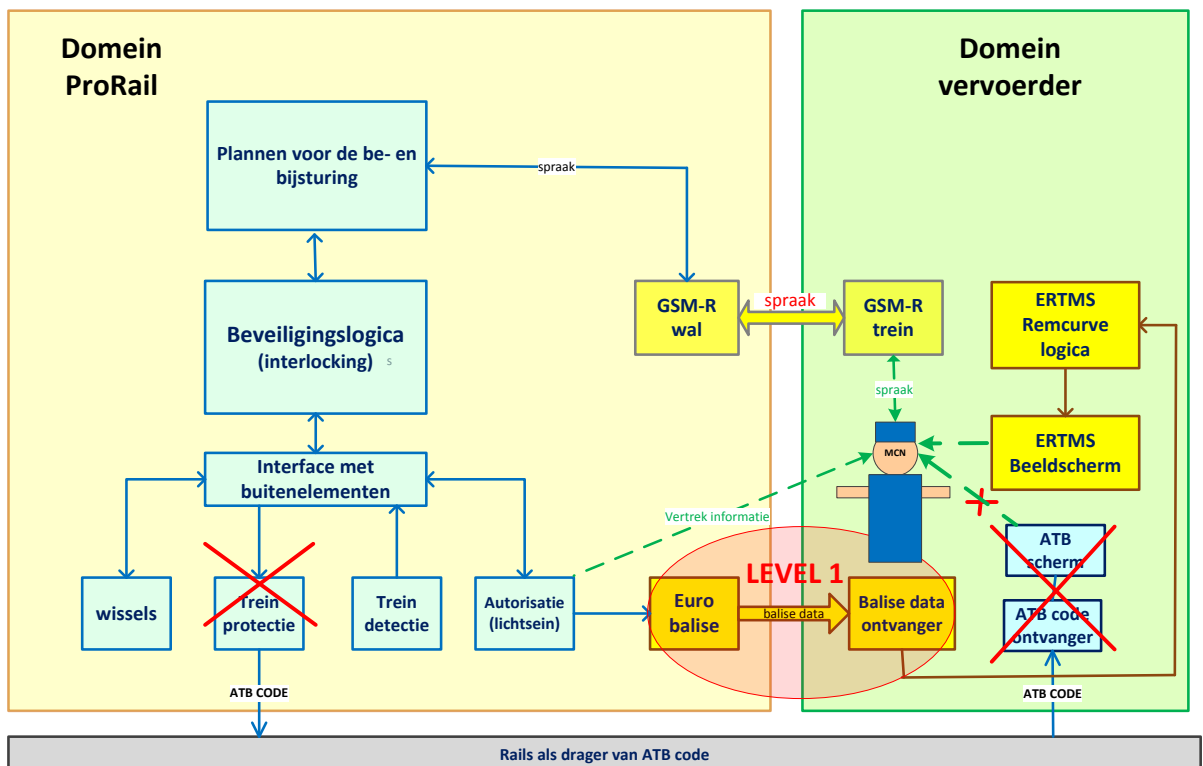 Domein
ProRail
Domein
vervoerder
Plannen voor de be- en
bijsturing
spraak
Beveiligingslogica
(interlocking)
s
GSM-R
wal
spraak
GSM-R
trein
ERTMS
Remcurve
logica
spraak
MCN
ERTMS
Beeldscherm
Interface met
buitenelementen
Vertrek informatie
ATB
scherm
LEVEL 1
wissels
Trein
protectie
Trein
detectie
Autorisatie
(lichtsein)
Euro
balise
balise data
Balise data
ontvanger
ATB code
ontvanger
ATB CODE
ATB CODE
Rails als drager van ATB code